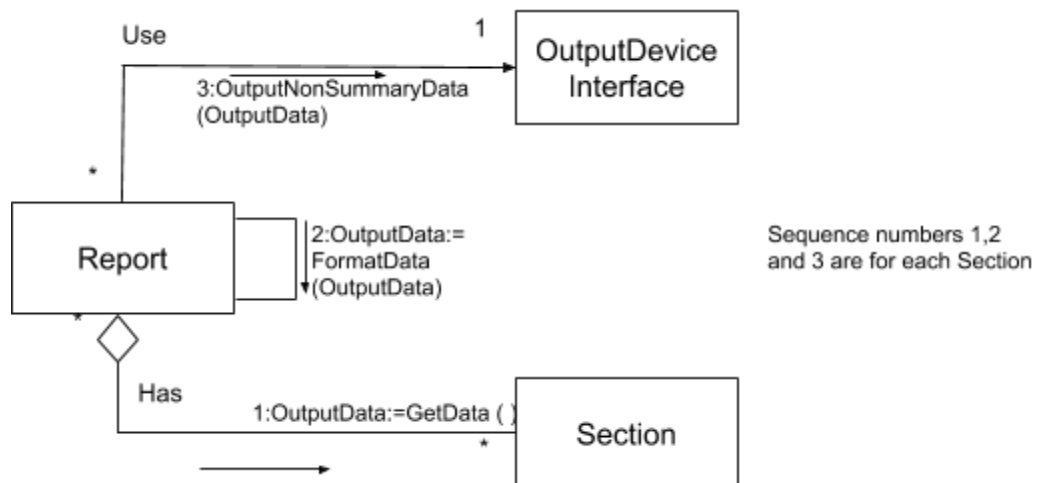 Use
1
OutputDevice
Interface
3:OutputNonSummaryData
(OutputData)
*
Report
2:OutputData:=
FormatData
(OutputData)
Sequence numbers 1,2
and 3 are for each Section
*
Has
1:OutputData:=GetData ( )
*
Section